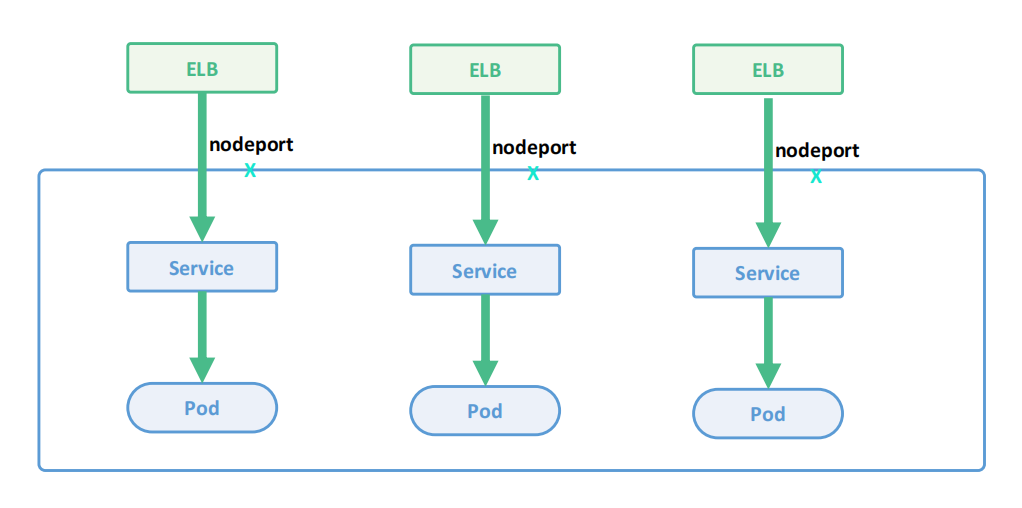 ELB
ELB
ELB
nodeport
nodeport
nodeport
X
X
X
Service
Service
Service
Pod
Pod
Pod